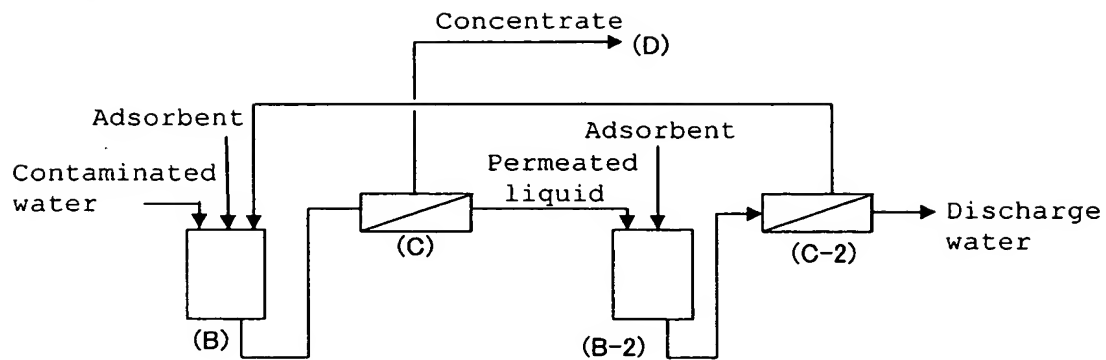 Concentrate
(D)
Adsorbent
Adsorbent
Contaminated
water
Permeated
liquid
Discharge
water
(C)
(C-2)
(B)
(B-2)